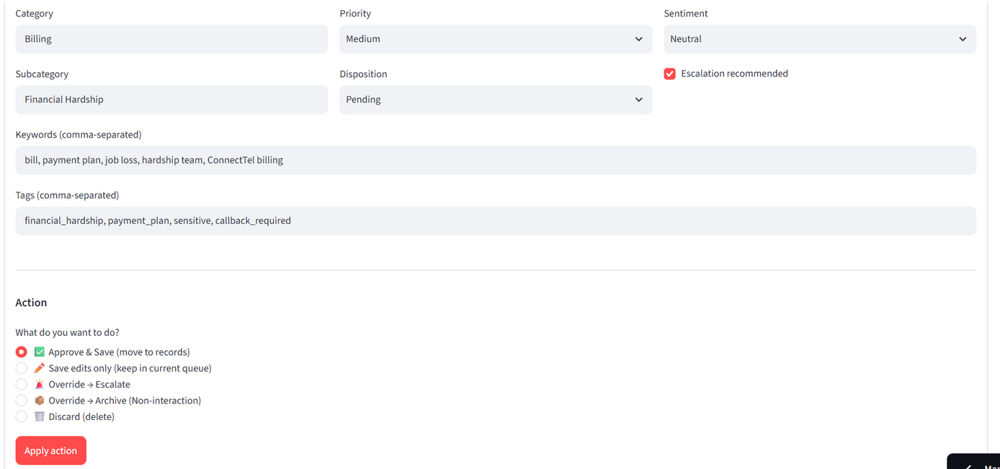 Category
Priority
Sentiment
Billing
Medium
Neutral
Subcategory
Disposition
Escalation recommended
Financial Hardship
Pending
Keywords (comma-separated)
bill, payment plan, job loss, hardship team, ConnectTel billing
Tags (comma-separated)
financial_hardship, payment_plan, sensitive, callback_required
Action
What do you want to do?
✅ Approve & Save (move to records)
✏️ Save edits only (keep in current queue)
🚨 Override → Escalate
📦 Override → Archive (Non-interaction)
🗑️ Discard (delete)
Apply action